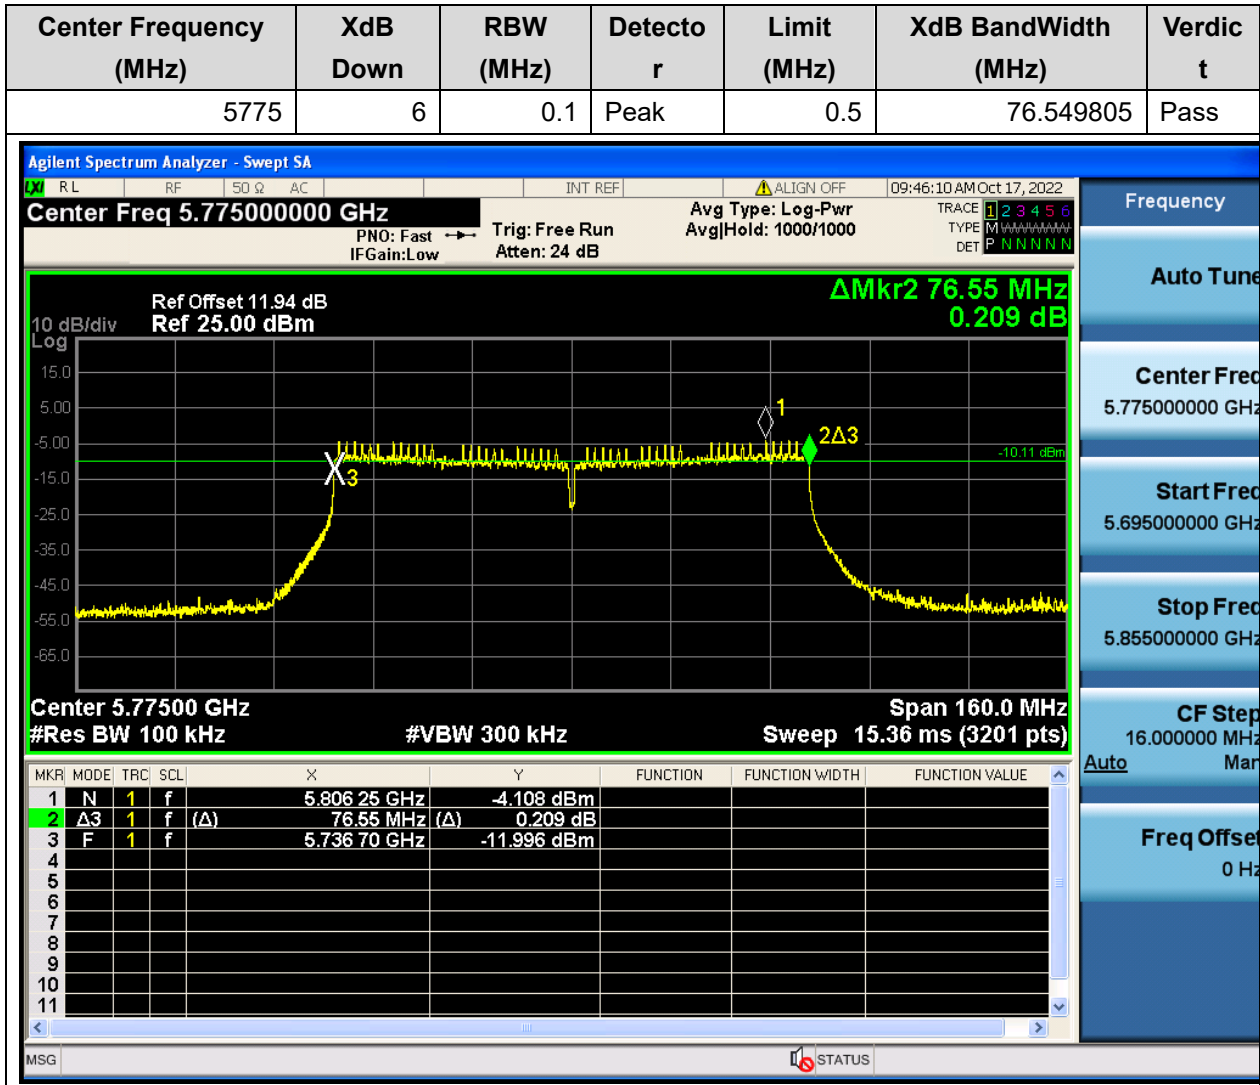 Center Frequency (MHz) XdB Down RBW (MHz) Detecto r Limit (MHz) XdB BandWidth (MHz) Verdic t
5775 6 0.1 Peak 0.5 76.549805 Pass
Agilent Spectrum Analyzer - Swept SA
LXI RL RF 50 Ω AC INT REF ALIGN OFF 09:46:10 AM Oct 17, 2022
Center Freq 5.775000000 GHz
PNO: Fast
IFGain:Low
Trig: Free Run
Atten: 24 dB
Avg Type: Log-Pwr
Avg|Hold: 1000/1000
TRACE 1 2 3 4 5 6
TYPE M
DET P N N N N N
Frequency
Auto Tune
Center Freq
5.775000000 GHz
Start Freq
5.695000000 GHz
Stop Freq
5.855000000 GHz
CF Step
16.000000 MHz
Auto Man
Freq Offset
0 Hz
ΔMkr2 76.55 MHz
0.209 dB
Ref Offset 11.94 dB
10 dB/div Ref 25.00 dBm
Log
15.0
5.00
-5.00
-15.0
-25.0
-35.0
-45.0
-55.0
-65.0
1
2Δ3
3
-10.11 dBm
Center 5.77500 GHz Span 160.0 MHz
#Res BW 100 kHz #VBW 300 kHz Sweep 15.36 ms (3201 pts)
MKR MODE TRC SCL X Y FUNCTION FUNCTION WIDTH FUNCTION VALUE
1 N 1 f 5.806 25 GHz -4.108 dBm
2 Δ3 1 f (Δ) 76.55 MHz (Δ) 0.209 dB
3 F 1 f 5.736 70 GHz -11.996 dBm
4
5
6
7
8
9
10
11
MSG STATUS